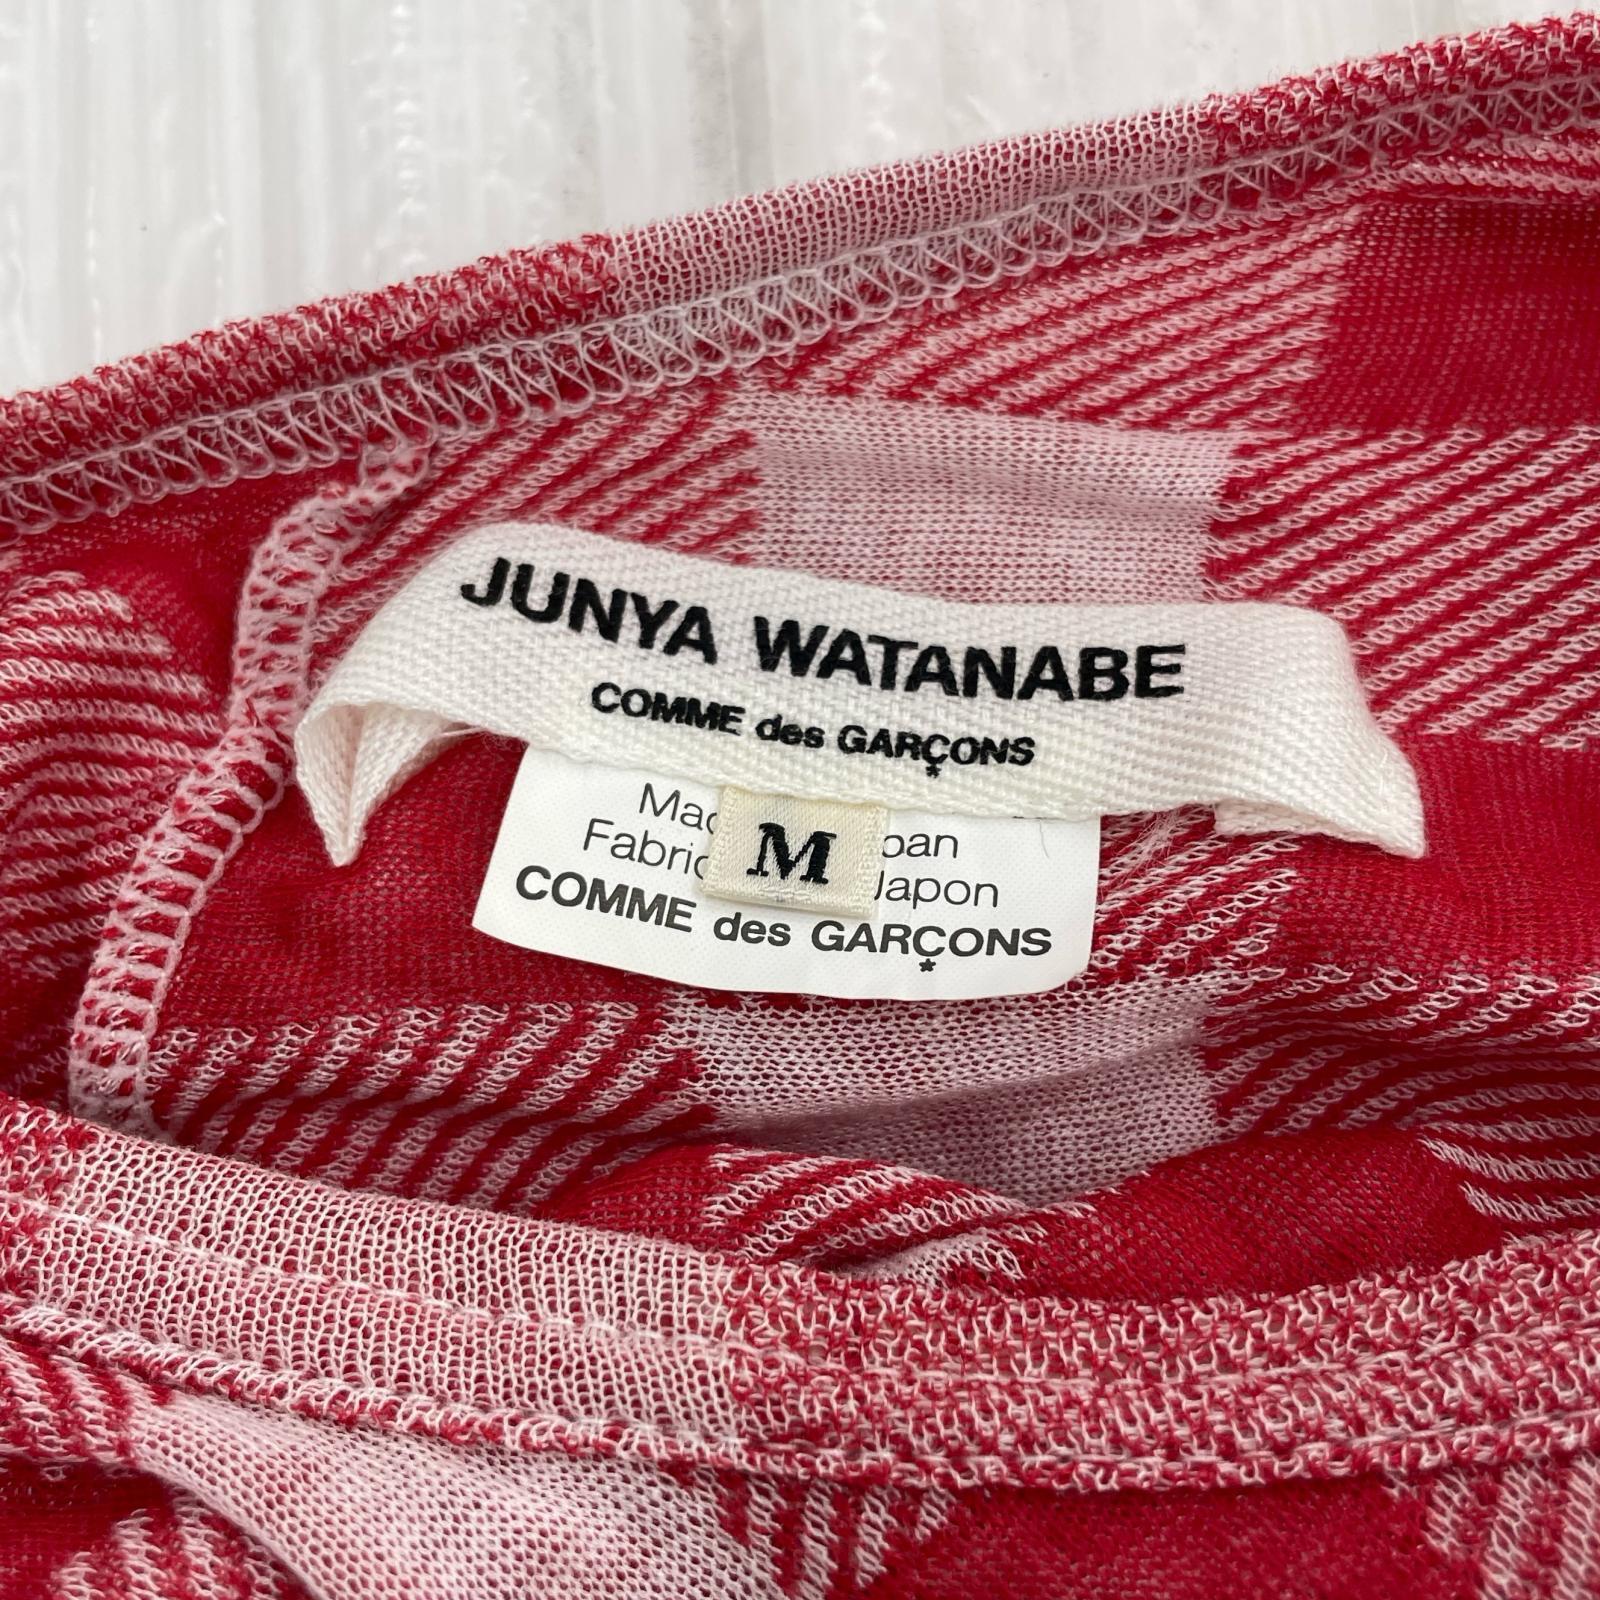 JUNYA WATANABE
COMME des GARÇONS
M
Japon
COMME des GARÇONS